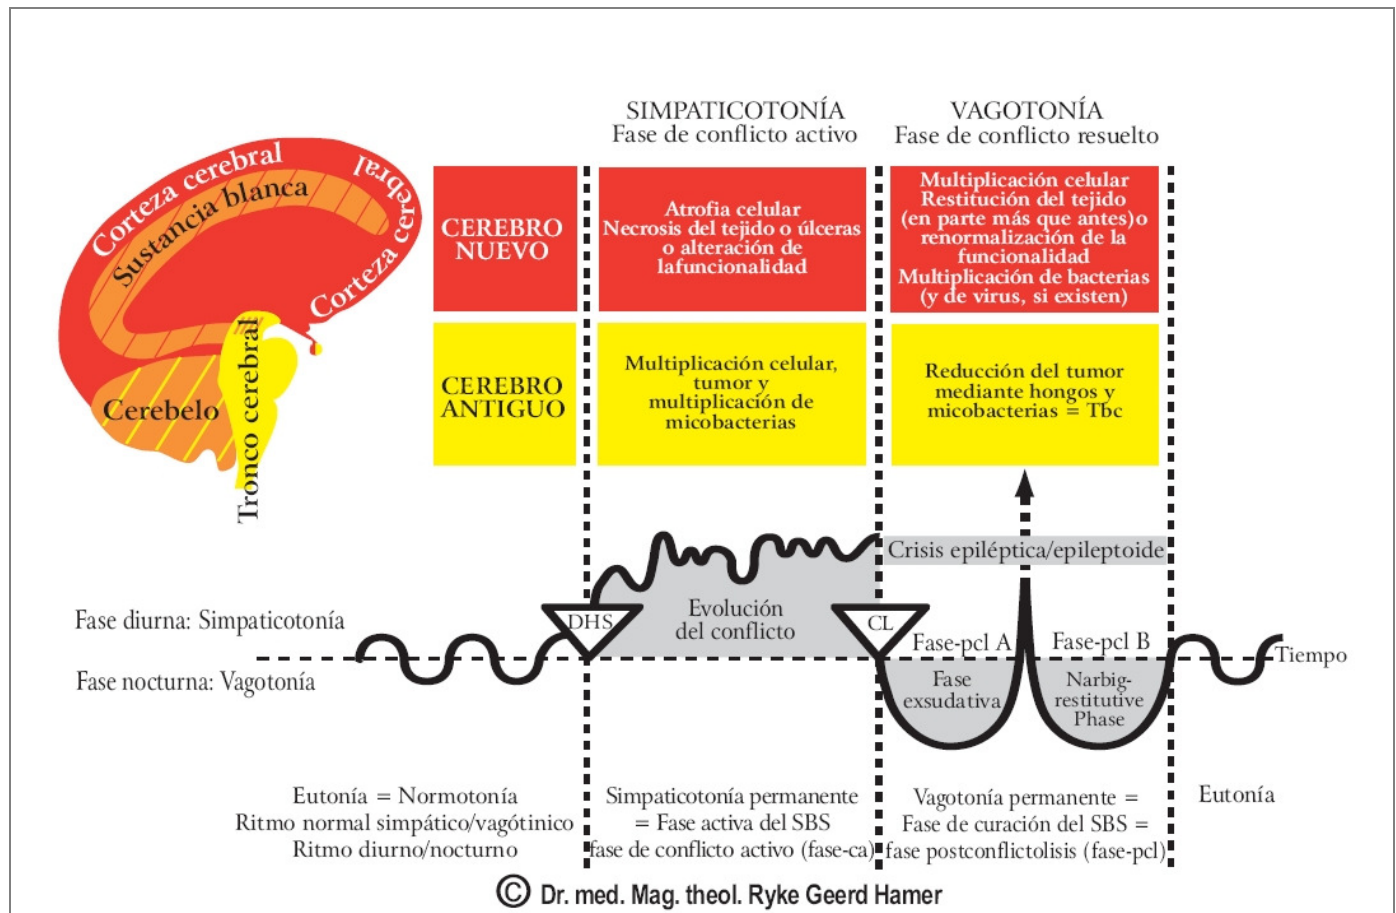 SIMPATICOTONÍA
Fase de conflicto activo
VAGOTONÍA
Fase de conflicto resuelto
Corteza cerebral
Corteza cerebral
Sustancia blanca
Cerebelo
Tronco cerebral
CEREBRO
NUEVO
Atrofia celular
Necrosis del tejido o úlceras
o alteración de
lafuncionalidad
Multiplicación celular
Restitución del tejido
(en parte más que antes)o
renormalización de la
funcionalidad
Multiplicación de bacterias
(y de virus, si existen)
CEREBRO
ANTIGUO
Multiplicación celular,
tumor y
multiplicación de
micobacterias
Reducción del tumor
mediante hongos y
micobacterias = Tbc
Crisis epiléptica/epileptoide
Fase diurna: Simpaticotonía
Fase nocturna: Vagotonía
DHS
Evolución
del conflicto
CL
Fase-pcl A
Fase-pcl B
Fase
exsudativa
Narbig-
restitutive
Phase
Tiempo
Eutonía = Normotonía
Ritmo normal simpático/vagótinico
Ritmo diurno/nocturno
Simpaticotonía permanente
= Fase activa del SBS
fase de conflicto activo (fase-ca)
Vagotonía permanente =
Fase de curación del SBS =
fase postconflictolisis (fase-pcl)
Eutonía
© Dr. med. Mag. theol. Ryke Geerd Hamer